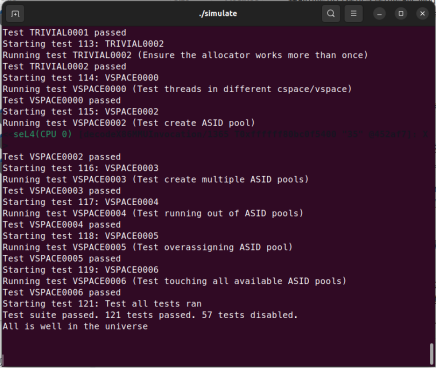 ./simulate
Test TRIVIAL0001 passed
Starting test 113: TRIVIAL0002
Running test TRIVIAL0002 (Ensure the allocator works more than once)
Test TRIVIAL0002 passed
Starting test 114: VSPACE0000
Running test VSPACE0000 (Test threads in different cspace/vspace)
Test VSPACE0000 passed
Starting test 115: VSPACE0002
Running test VSPACE0002 (Test create ASID pool)
seL4(CPU 0)
Test VSPACE0002 passed
Starting test 116: VSPACE0003
Running test VSPACE0003 (Test create multiple ASID pools)
Test VSPACE0003 passed
Starting test 117: VSPACE0004
Running test VSPACE0004 (Test running out of ASID pools)
Test VSPACE0004 passed
Starting test 118: VSPACE0005
Running test VSPACE0005 (Test overassigning ASID pool)
Test VSPACE0005 passed
Starting test 119: VSPACE0006
Running test VSPACE0006 (Test touching all available ASID pools)
Test VSPACE0006 passed
Starting test 121: Test all tests ran
Test suite passed. 121 tests passed. 57 tests disabled.
All is well in the universe